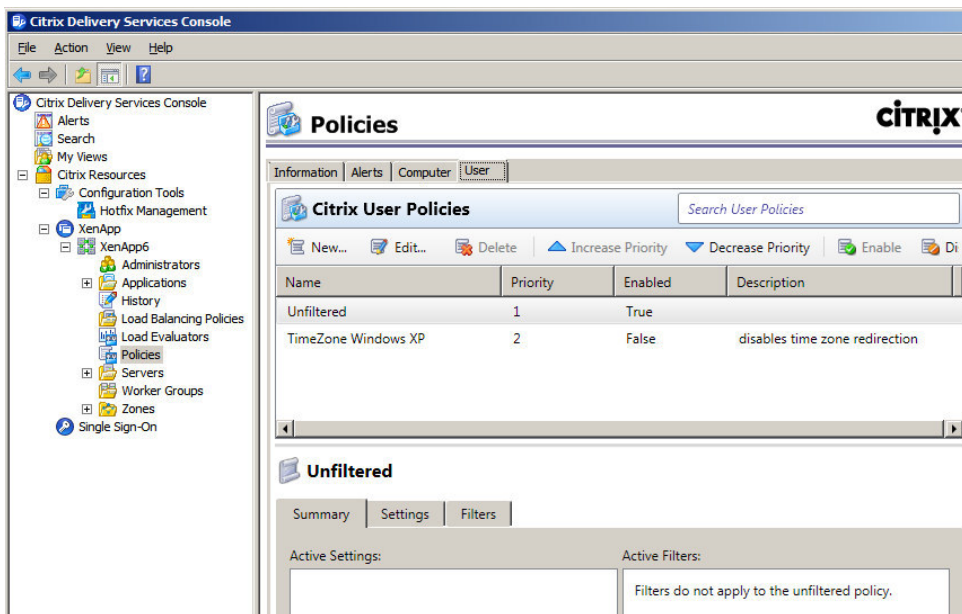 Citrix Delivery Services Console
File Action View Help
Citrix Delivery Services Console
Alerts
Search
My Views
Citrix Resources
Configuration Tools
Hotfix Management
XenApp
XenApp6
Administrators
Applications
History
Load Balancing Policies
Load Evaluators
Policies
Servers
Worker Groups
Zones
Single Sign-On
Policies
CITRIX
Information Alerts Computer User
Citrix User Policies
Search User Policies
New... Edit... Delete Increase Priority Decrease Priority Enable Di
Name Priority Enabled Description
Unfiltered 1 True
TimeZone Windows XP 2 False disables time zone redirection
Unfiltered
Summary Settings Filters
Active Settings: Active Filters:
Filters do not apply to the unfiltered policy.